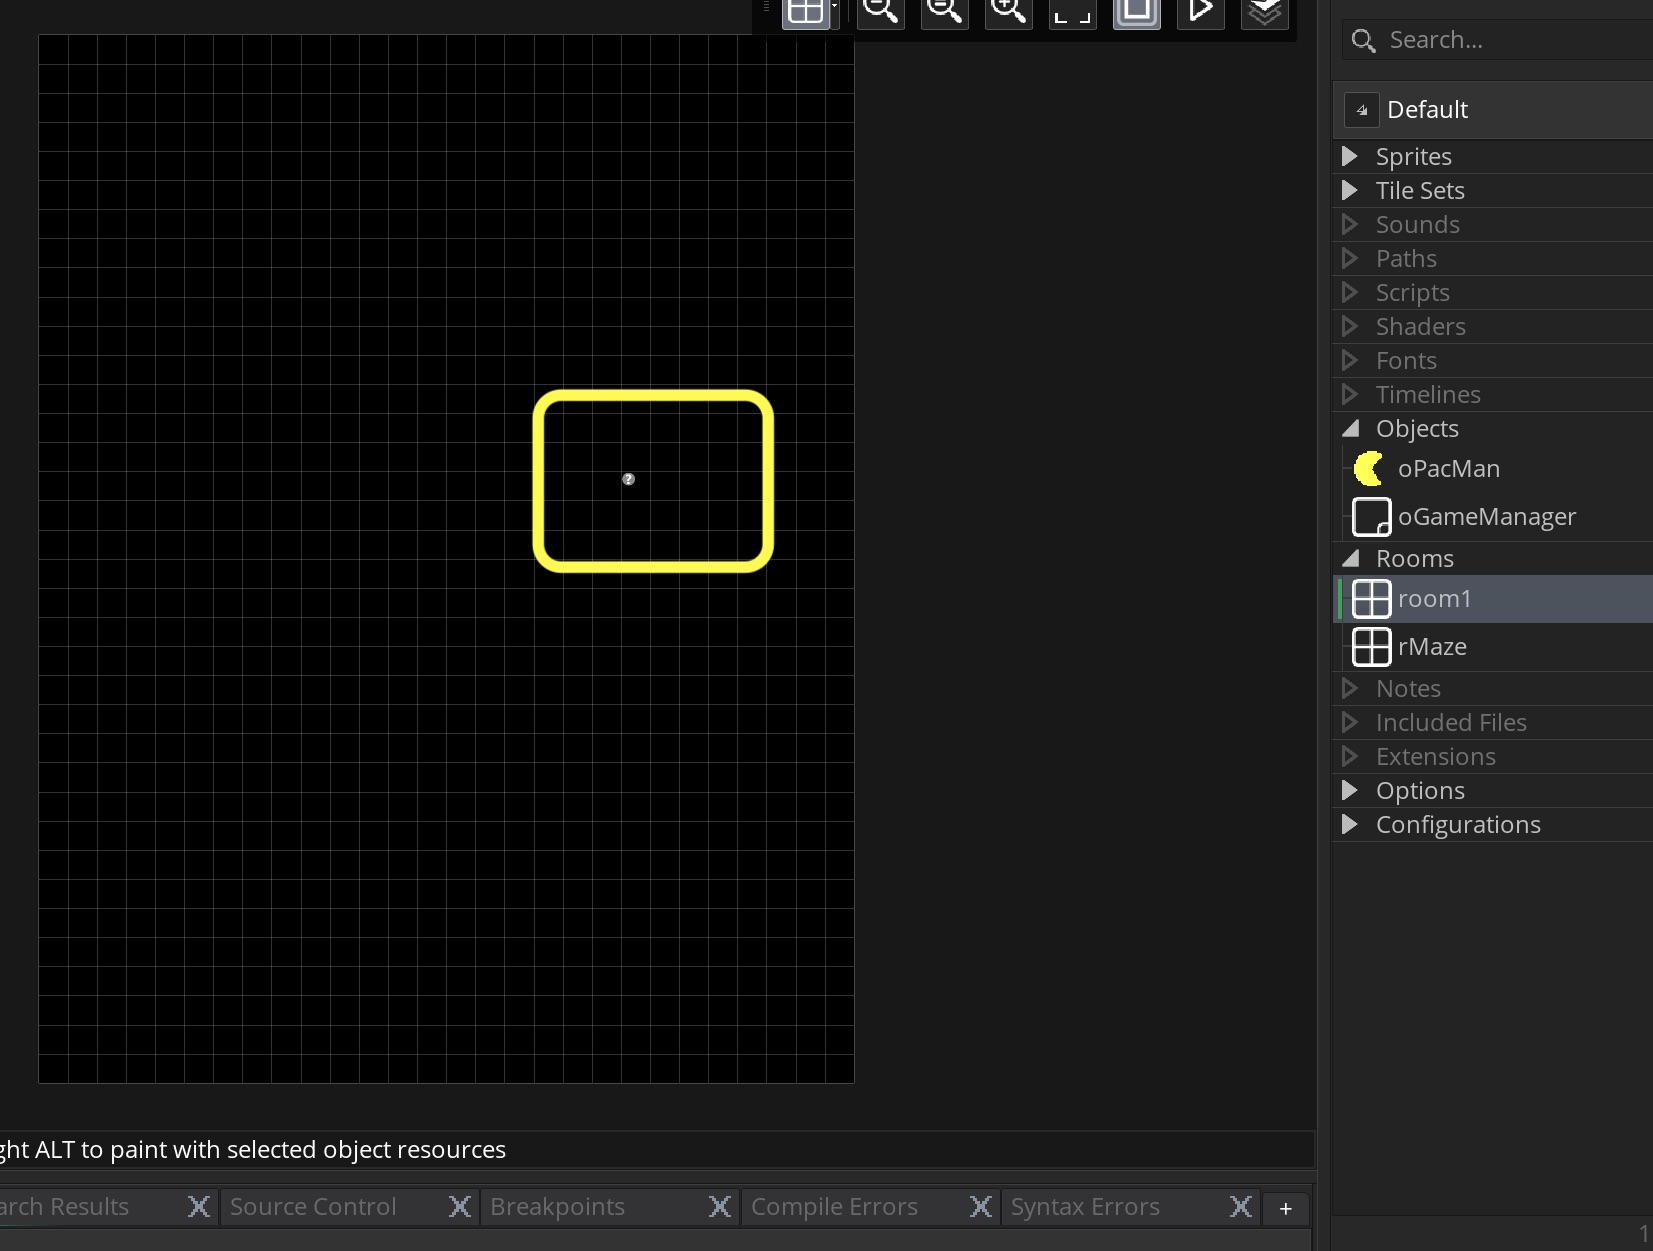 Search...
Default
Sprites
Tile Sets
Sounds
Paths
Scripts
Shaders
Fonts
Timelines
Objects
oPacMan
oGameManager
Rooms
room1
rMaze
Notes
Included Files
Extensions
Options
Configurations
?
ght ALT to paint with selected object resources
arch Results
Source Control
Breakpoints
Compile Errors
Syntax Errors
+
1